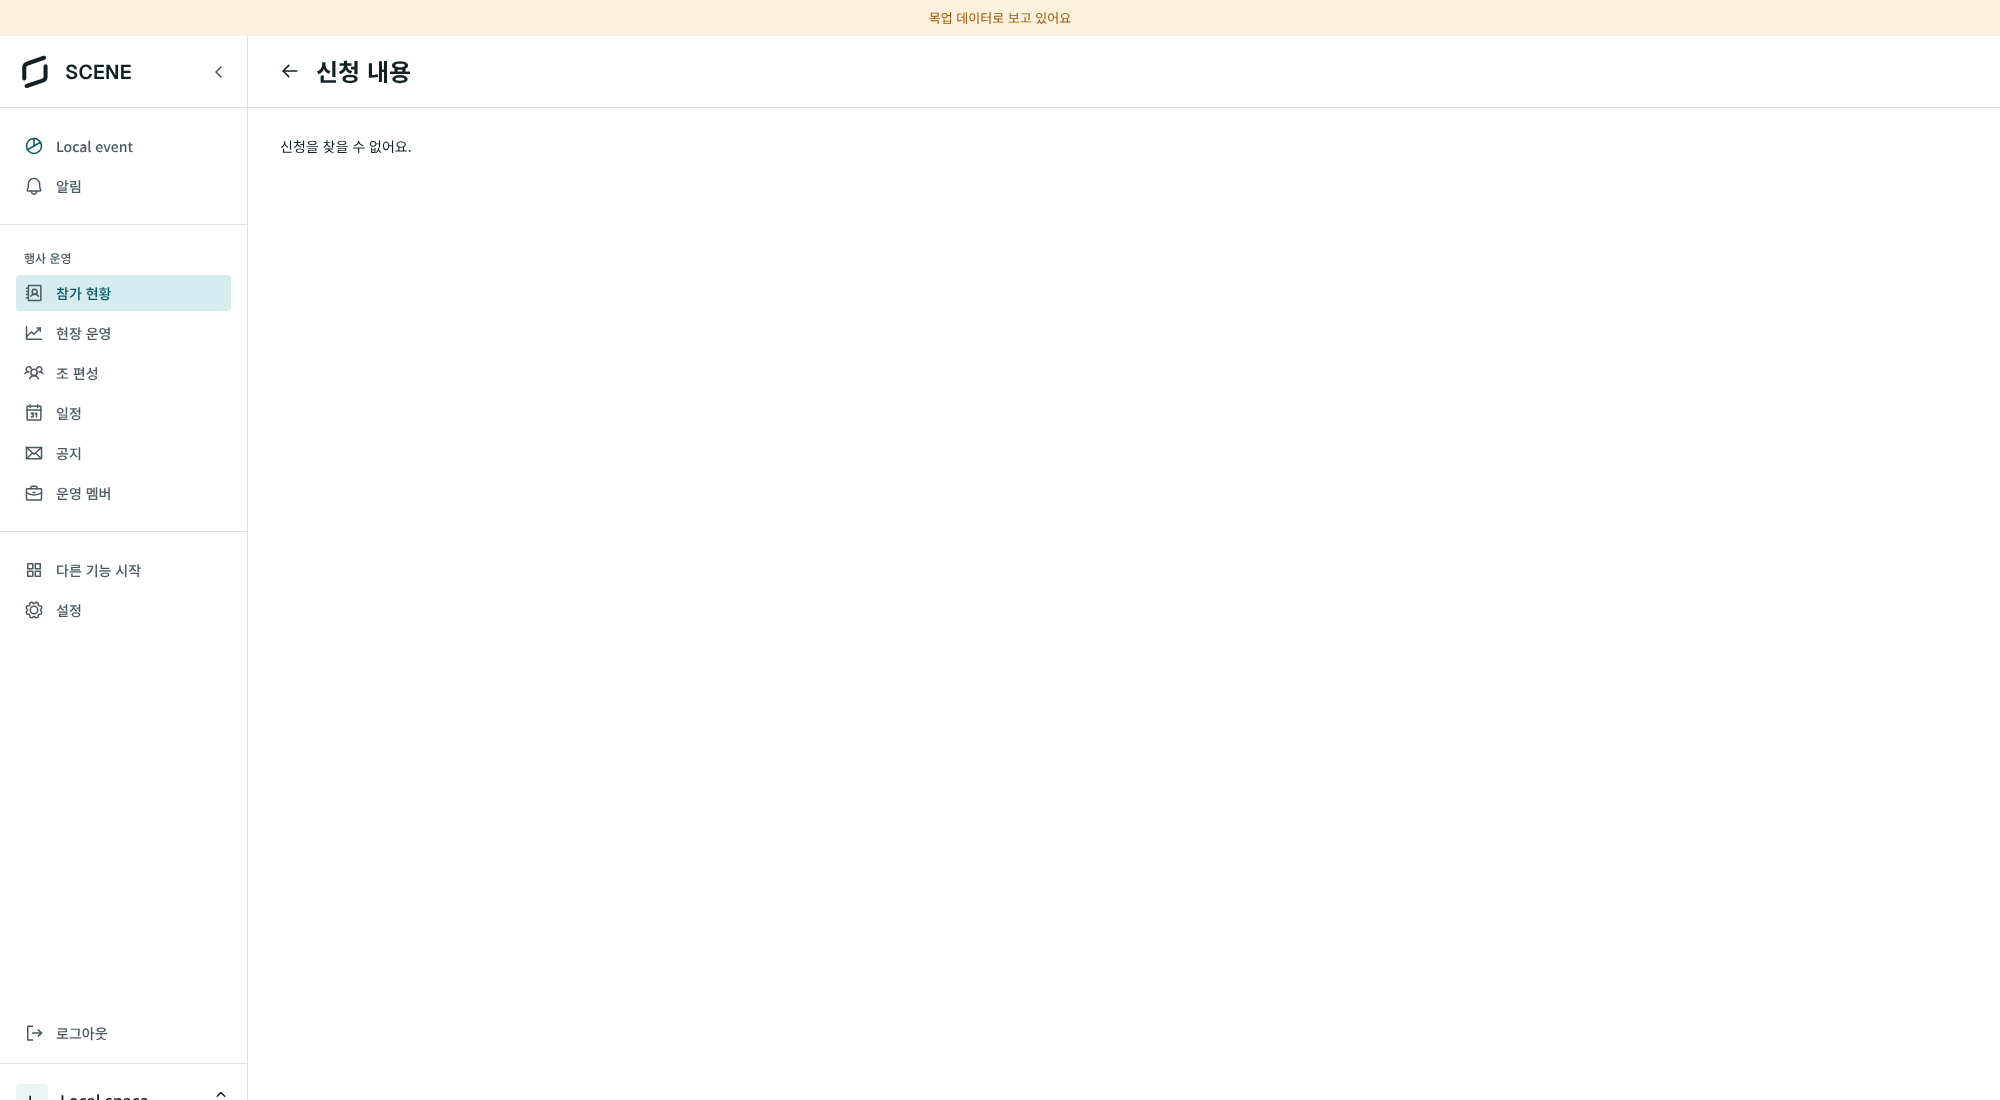 목업 데이터로 보고 있어요
SCENE
신청 내용
Local event
알림
신청을 찾을 수 없어요.
행사 운영
참가 현황
현장 운영
조 편성
일정
공지
운영 멤버
다른 기능 시작
설정
로그아웃
Local space